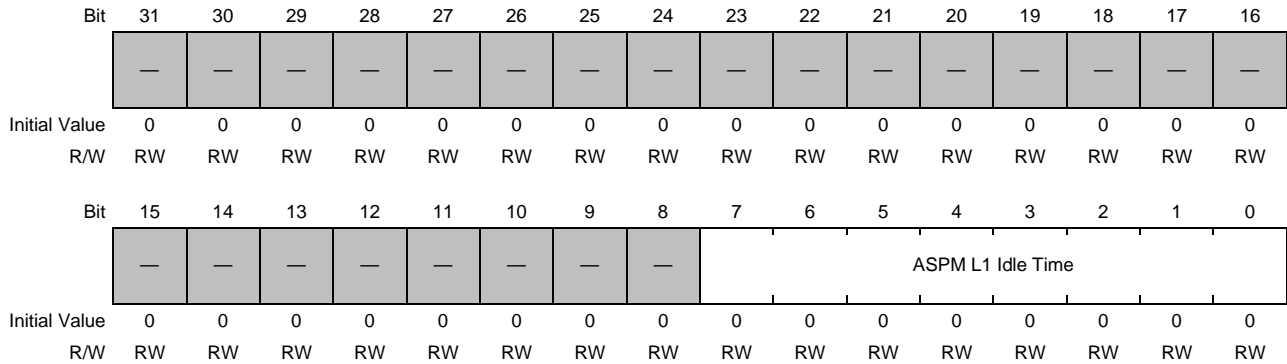 Bit 31 30 29 28 27 26 25 24 23 22 21 20 19 18 17 16
— — — — — — — — — — — — — — — —
Initial Value 0 0 0 0 0 0 0 0 0 0 0 0 0 0 0 0
R/W RW RW RW RW RW RW RW RW RW RW RW RW RW RW RW RW
Bit 15 14 13 12 11 10 9 8 7 6 5 4 3 2 1 0
— — — — — — — — ASPM L1 Idle Time
Initial Value 0 0 0 0 0 0 0 0 0 0 0 0 0 0 0 0
R/W RW RW RW RW RW RW RW RW RW RW RW RW RW RW RW RW